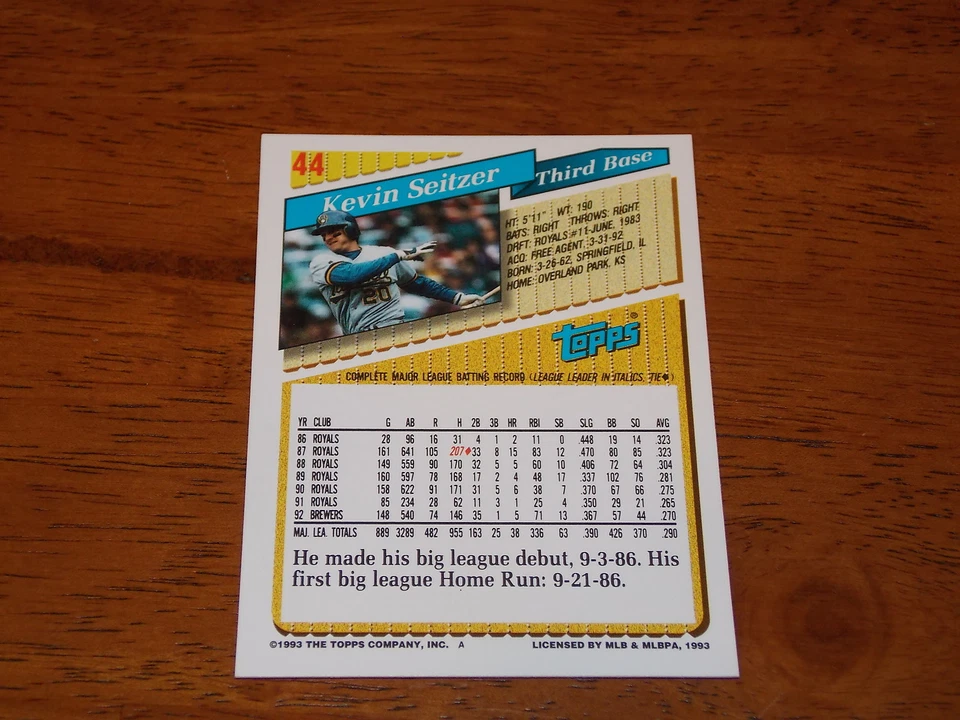 44
Kevin Seitzer
Third Base
HT: 5'11" WT: 190
BATS: RIGHT THROWS: RIGHT
DRFT: ROYALS #11-JUNE, 1983
ACQ: FREE AGENT, 3-31-92
BORN: 3-26-62, SPRINGFIELD, IL
HOME: OVERLAND PARK, KS
20
topps®
COMPLETE MAJOR LEAGUE BATTING RECORD (LEAGUE LEADER IN ITALICS, TIE◆)
YR CLUB G AB R H 2B 3B HR RBI SB SLG BB SO AVG
86 ROYALS 28 96 16 31 4 1 2 11 0 .448 19 14 .323
87 ROYALS 161 641 105 207◆ 33 8 15 83 12 .470 80 85 .323
88 ROYALS 149 559 90 170 32 5 5 60 10 .406 72 64 .304
89 ROYALS 160 597 78 168 17 2 4 48 17 .337 102 76 .281
90 ROYALS 158 622 91 171 31 5 6 38 7 .370 67 66 .275
91 ROYALS 85 234 28 62 11 3 1 25 4 .350 29 21 .265
92 BREWERS 148 540 74 146 35 1 5 71 13 .367 57 44 .270
MAJ. LEA. TOTALS 889 3289 482 955 163 25 38 336 63 .390 426 370 .290
He made his big league debut, 9-3-86. His
first big league Home Run: 9-21-86.
©1993 THE TOPPS COMPANY, INC. A LICENSED BY MLB & MLBPA, 1993